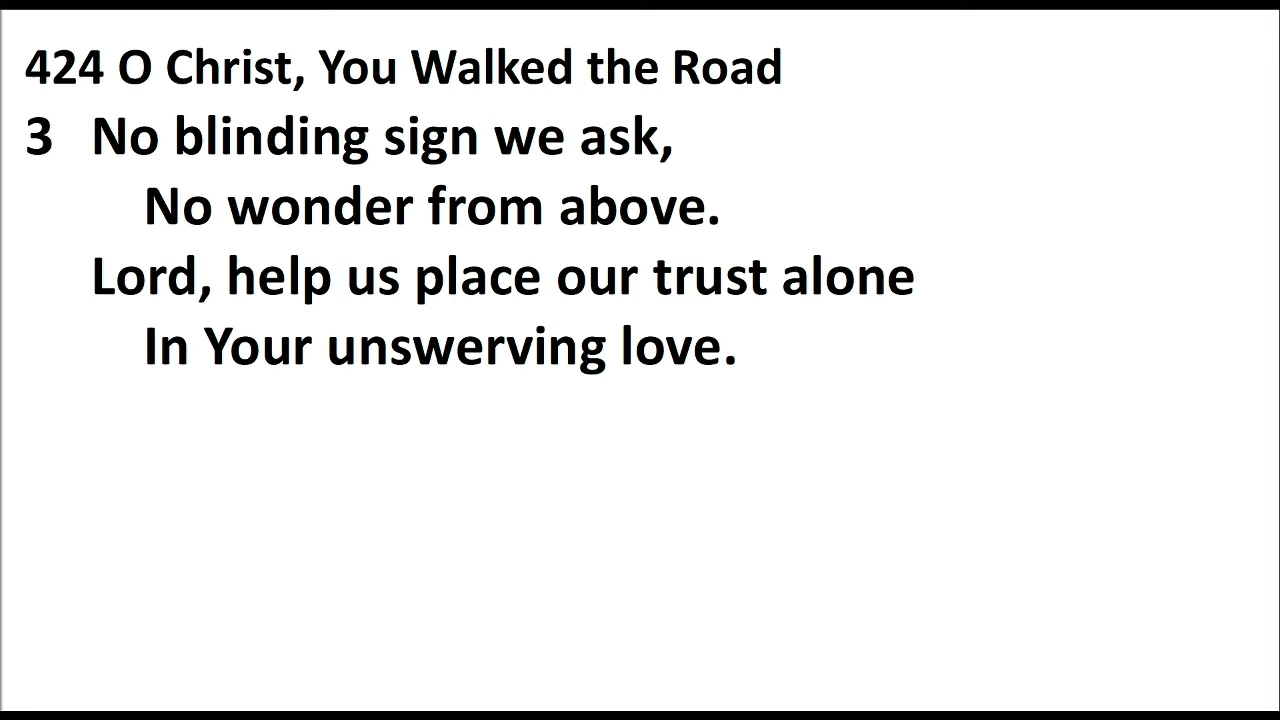 424 O Christ, You Walked the Road
3 No blinding sign we ask,
No wonder from above.
Lord, help us place our trust alone
In Your unswerving love.